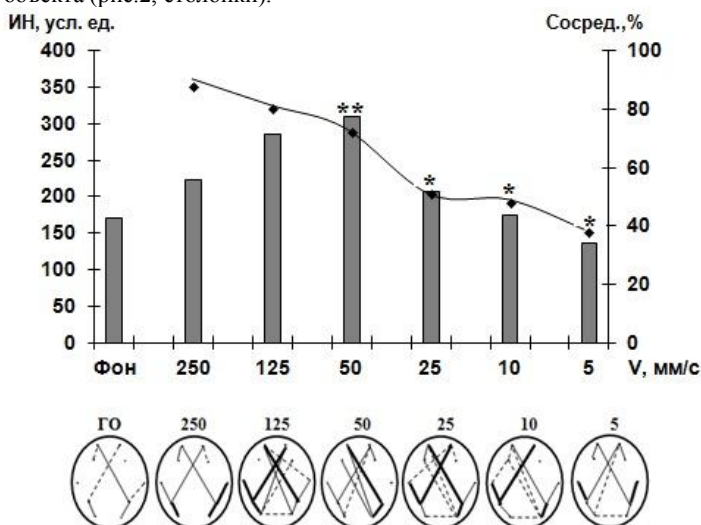 объекта (рис.2, столбики).
ИН, усл. ед. Сосред.,%
400 100
350
300 80
250 60
200
150 40
100
50 20
0 0
** * * *
Фон 250 125 50 25 10 5 V, мм/с
ГО 250 125 50 25 10 5